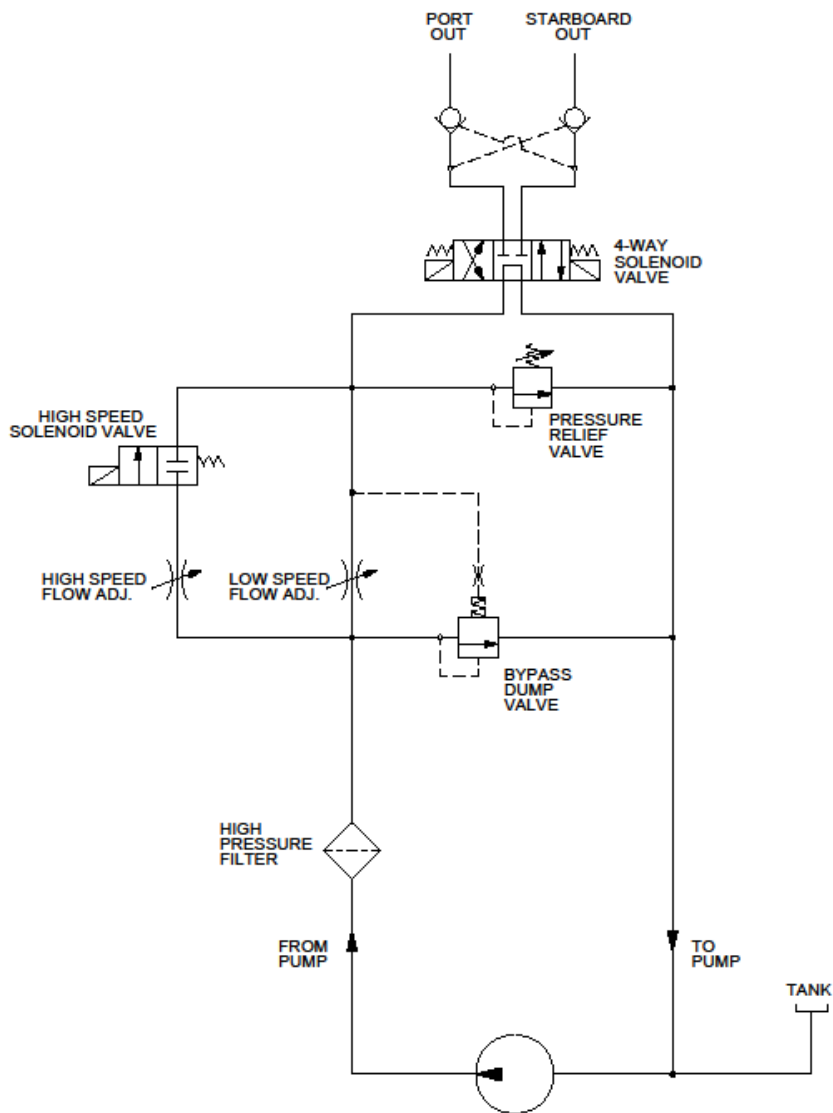 PORT
OUT
STARBOARD
OUT
4-WAY
SOLENOID
VALVE
HIGH SPEED
SOLENOID VALVE
PRESSURE
RELIEF
VALVE
HIGH SPEED
FLOW ADJ.
LOW SPEED
FLOW ADJ.
BYPASS
DUMP
VALVE
HIGH
PRESSURE
FILTER
FROM
PUMP
TO
PUMP
TANK